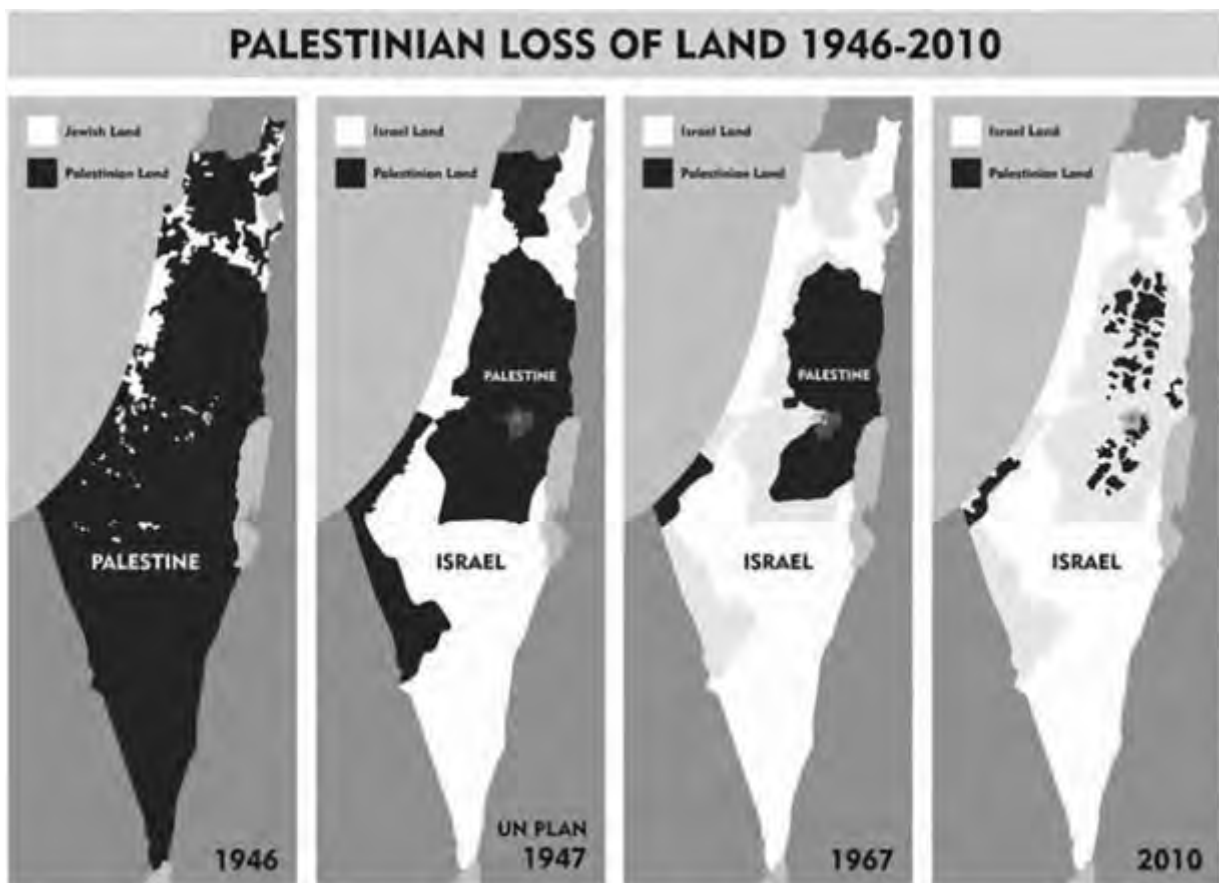 PALESTINIAN LOSS OF LAND 1946-2010
Jewish Land
Palestinian Land
PALESTINE
1946
Israel Land
Palestinian Land
PALESTINE
ISRAEL
UN PLAN
1947
Israel Land
Palestinian Land
PALESTINE
ISRAEL
1967
Israel Land
Palestinian Land
ISRAEL
2010